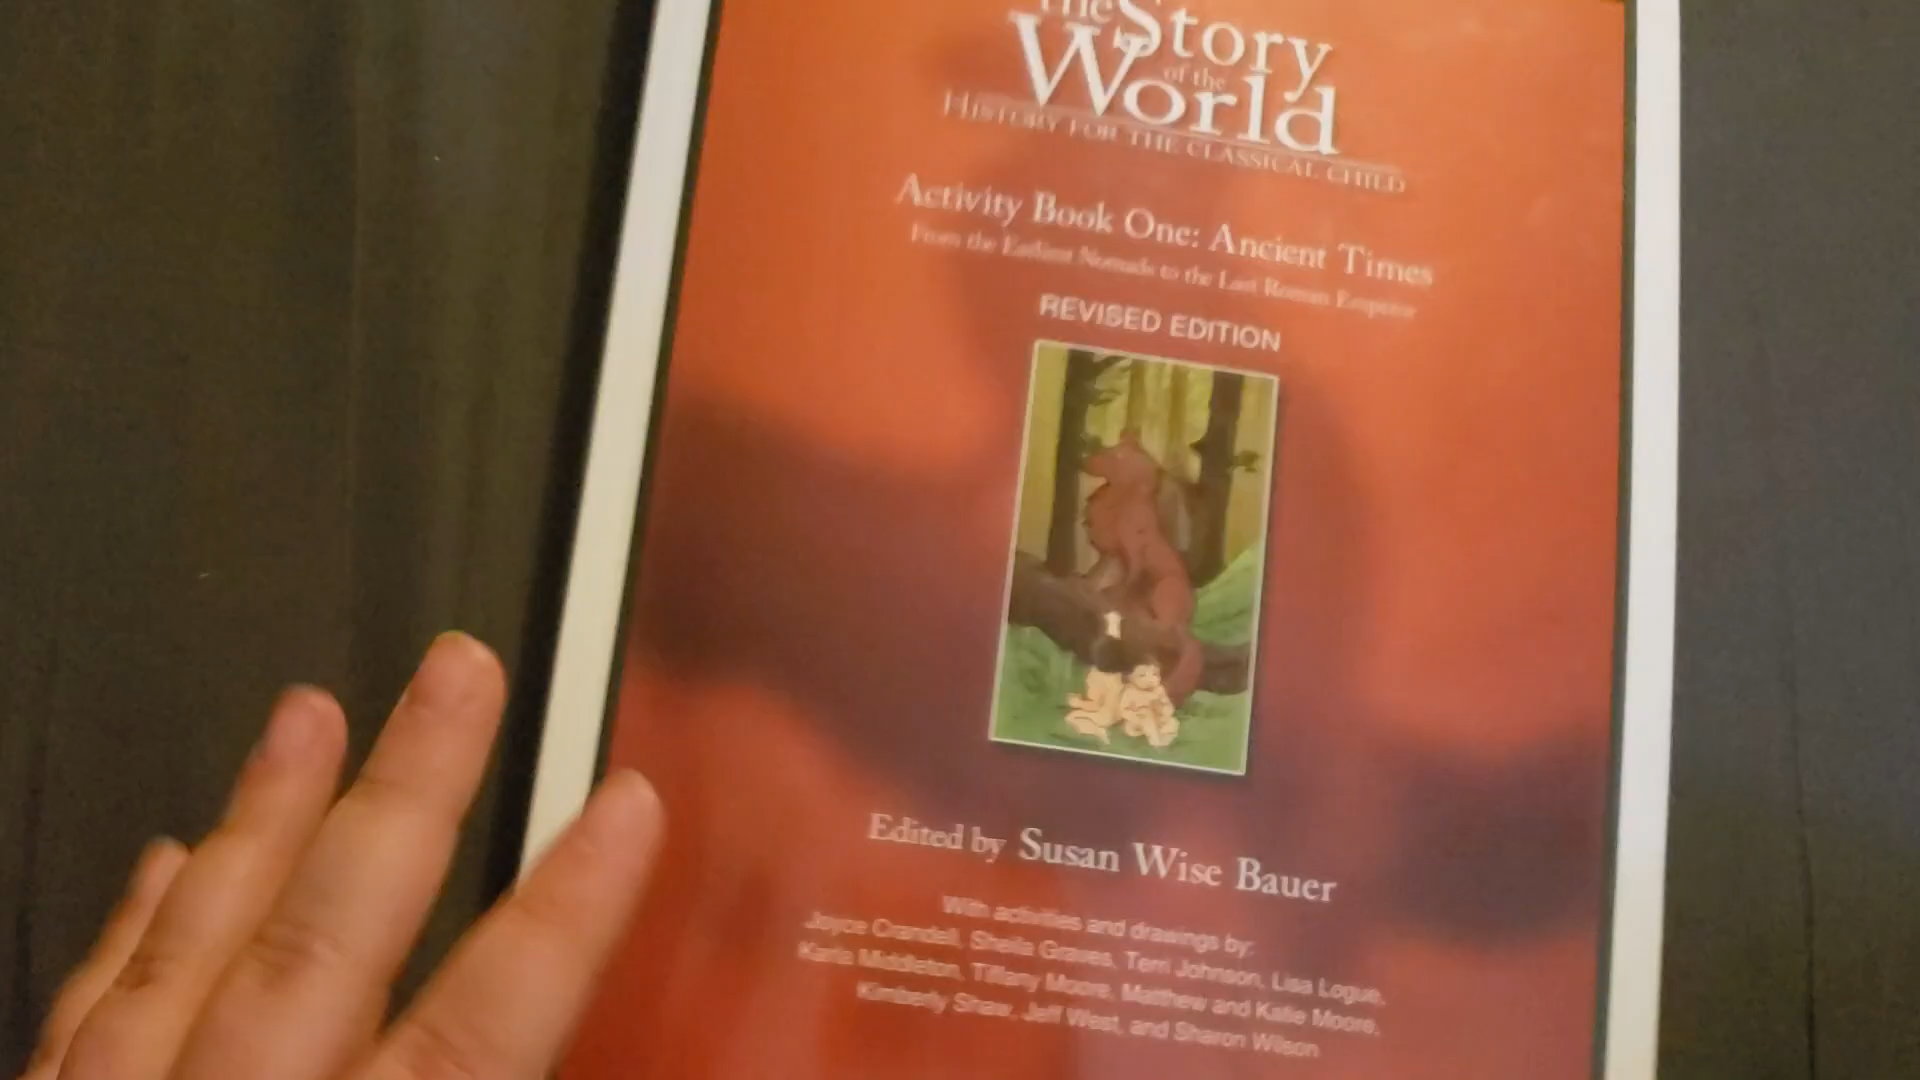 The Story
of the
World
HISTORY FOR THE CLASSICAL CHILD
Activity Book One: Ancient Times
From the Earliest Nomads to the Last Roman Emperor
REVISED EDITION
Edited by Susan Wise Bauer
With activities and drawings by:
Joyce Crandell, Sheila Graves, Terri Johnson, Lisa Logue,
Karla Middleton, Tiffany Moore, Matthew and Katie Moore,
Kimberly Shaw, Jeff West, and Sharon Wilson